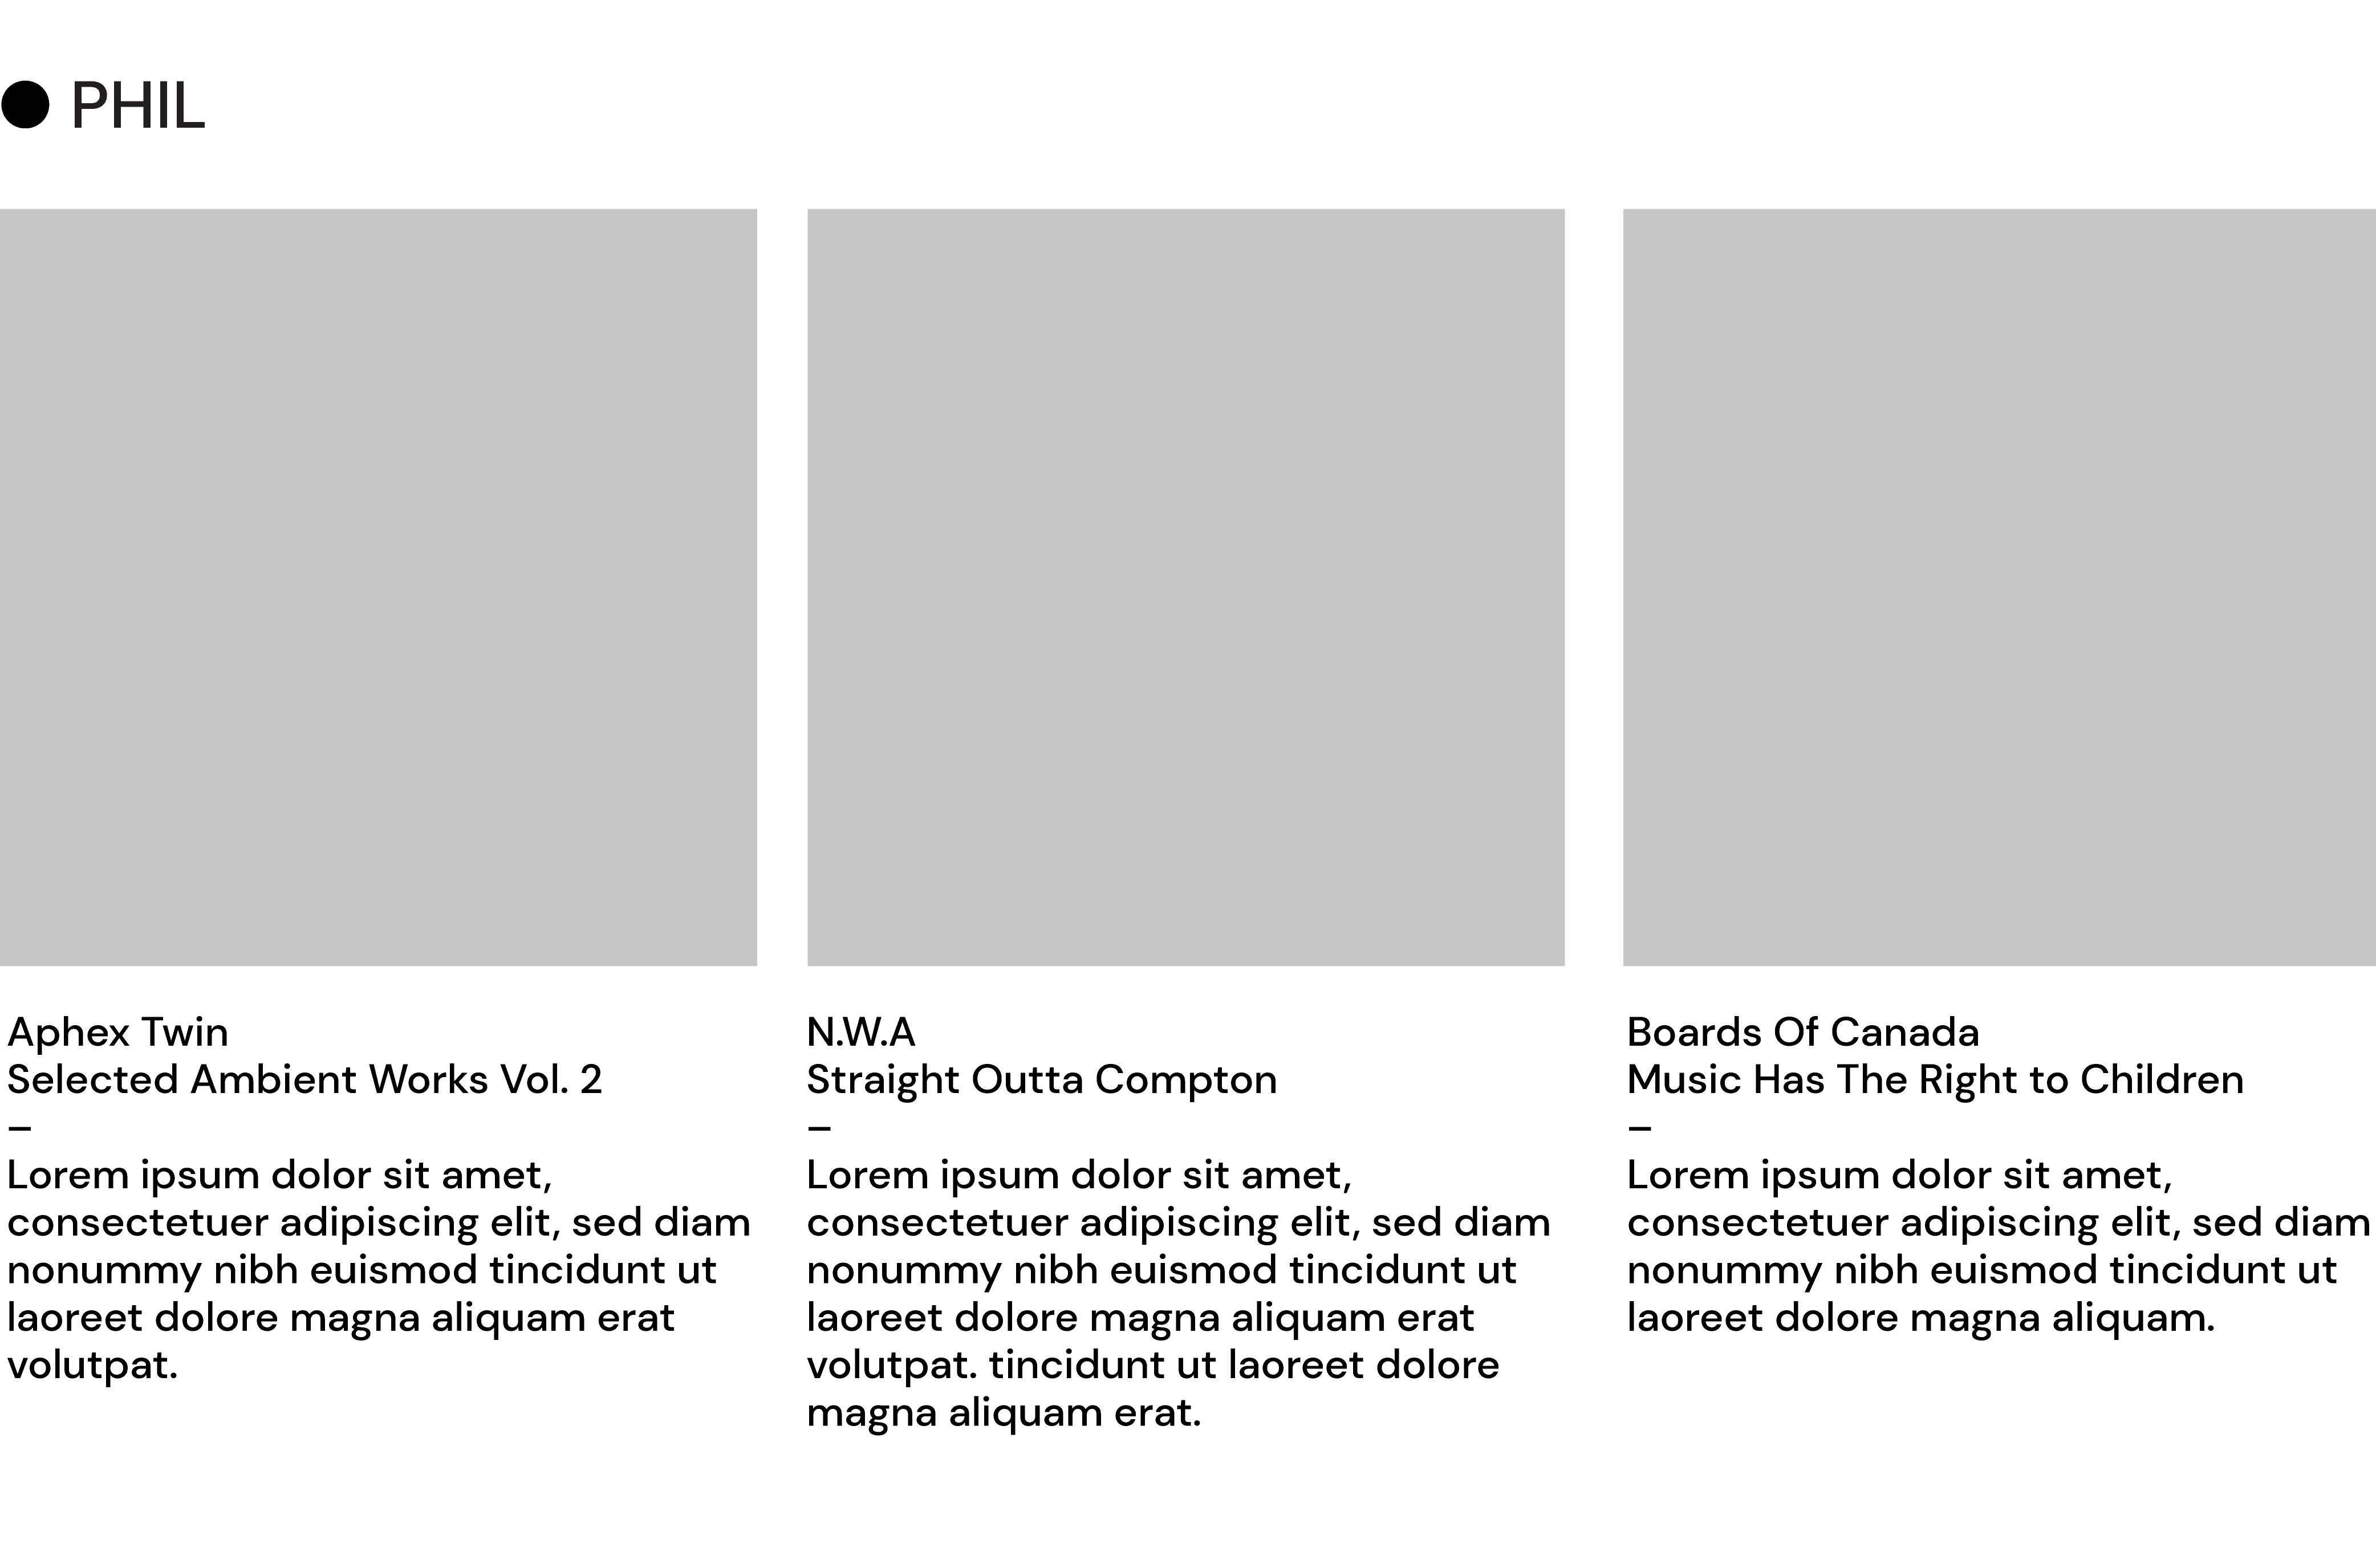 PHIL
Aphex Twin
Selected Ambient Works Vol. 2
–
Lorem ipsum dolor sit amet,
consectetuer adipiscing elit, sed diam
nonummy nibh euismod tincidunt ut
laoreet dolore magna aliquam erat
volutpat.
N.W.A
Straight Outta Compton
–
Lorem ipsum dolor sit amet,
consectetuer adipiscing elit, sed diam
nonummy nibh euismod tincidunt ut
laoreet dolore magna aliquam erat
volutpat. tincidunt ut laoreet dolore
magna aliquam erat.
Boards Of Canada
Music Has The Right to Children
–
Lorem ipsum dolor sit amet,
consectetuer adipiscing elit, sed diam
nonummy nibh euismod tincidunt ut
laoreet dolore magna aliquam.